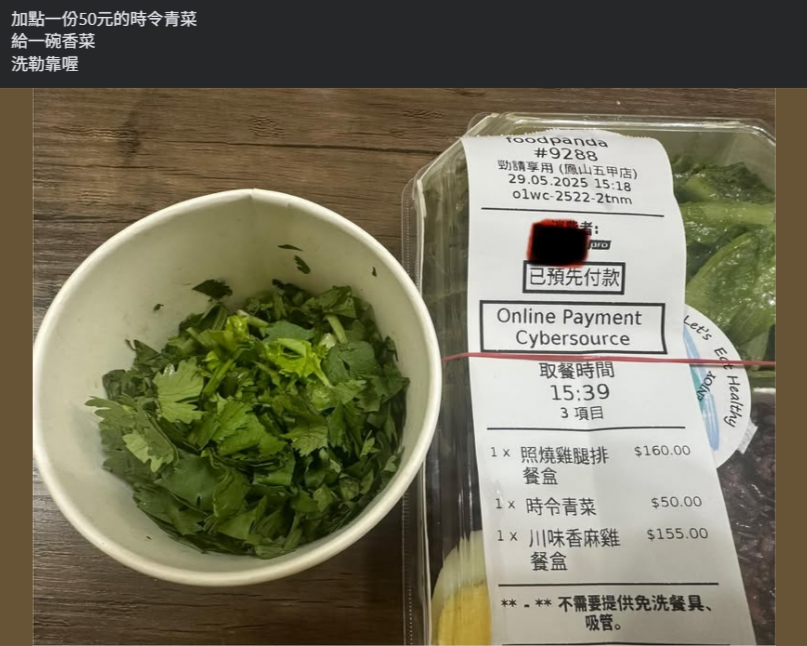 加點一份50元的時令青菜
給一碗香菜
洗勒靠喔
foodpanda
#9288
勁請享用 (鳳山五甲店)
29.05.2025 15:18
o1wc-2522-2tnm
者:
pro
已預先付款
Online Payment
Cybersource
取餐時間
15:39
3 項目
1 x 照燒雞腿排 $160.00
餐盒
1 x 時令青菜 $50.00
1 x 川味香麻雞 $155.00
餐盒
** - ** 不需要提供免洗餐具、
吸管。
Let's Eat Healthy
ENJOY